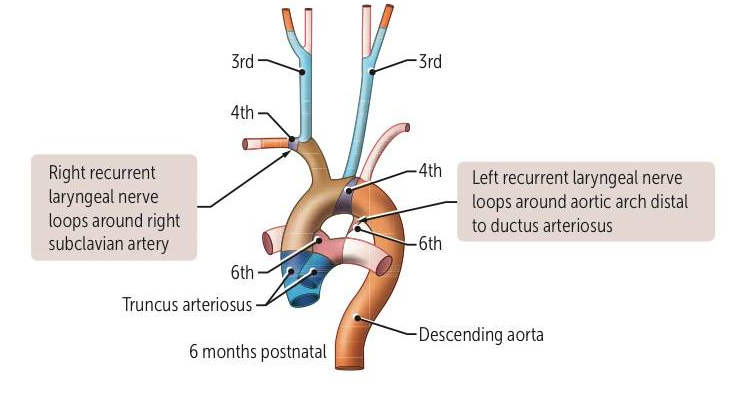 3rd
3rd
4th
Right recurrent
laryngeal nerve
loops around right
subclavian artery
4th
Left recurrent laryngeal nerve
loops around aortic arch distal
to ductus arteriosus
6th
6th
Truncus arteriosus
Descending aorta
6 months postnatal